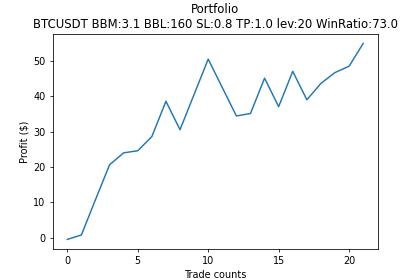 Portfolio
BTCUSDT BBM:3.1 BBL:160 SL:0.8 TP:1.0 lev:20 WinRatio:73.0
50
40
30
20
10
0
Profit ($)
0 5 10 15 20
Trade counts